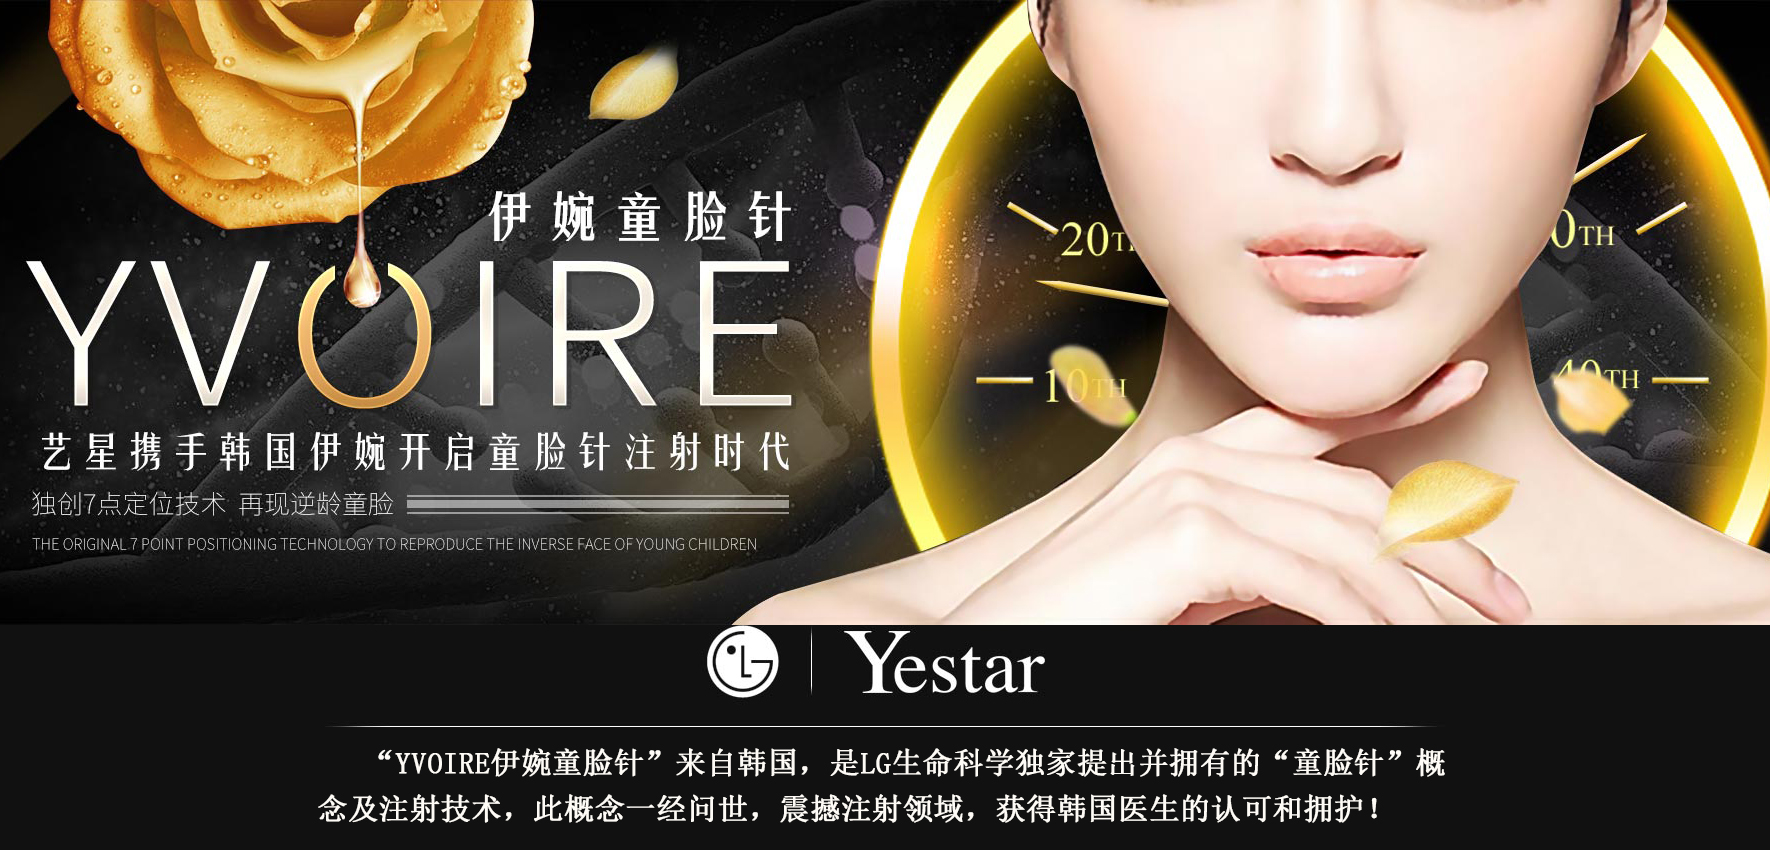 伊婉童脸针
YVOIRE
艺星携手韩国伊婉开启童脸针注射时代
独创7点定位技术 再现逆龄童脸
THE ORIGINAL 7 POINT POSITIONING TECHNOLOGY TO REPRODUCE THE INVERSE FACE OF YOUNG CHILDREN
20TH
0TH
10TH
40TH
LG
Yestar
“YVOIRE伊婉童脸针”来自韩国，是LG生命科学独家提出并拥有的“童脸针”概
念及注射技术，此概念一经问世，震撼注射领域，获得韩国医生的认可和拥护！